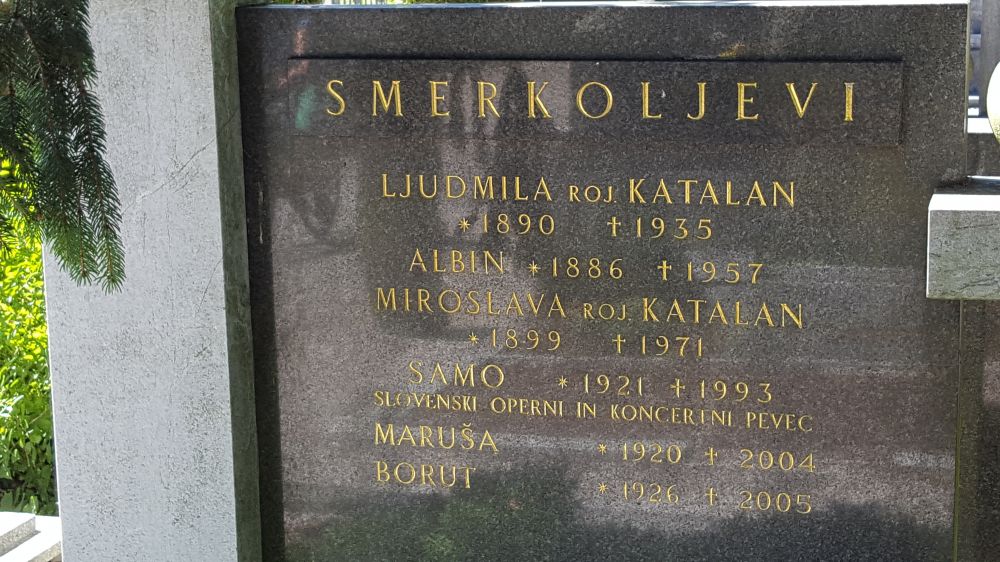 SMERKOLJEVI
LJUDMILA ROJ. KATALAN
*1890 †1935
ALBIN *1886 †1957
MIROSLAVA ROJ. KATALAN
*1899 †1971
SAMO *1921 †1993
SLOVENSKI OPERNI IN KONCERTNI PEVEC
MARUŠA *1920 † 2004
BORUT *1926 † 2005